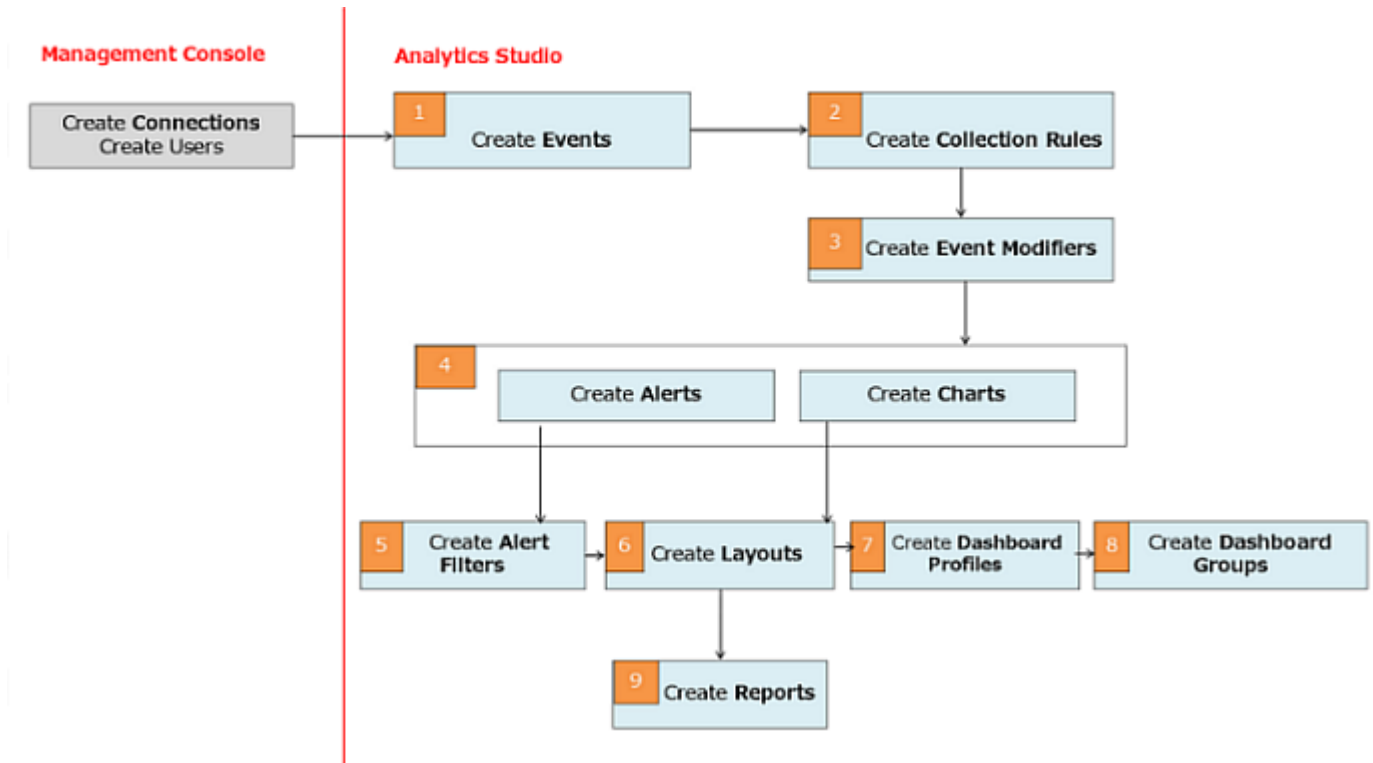 Management Console
Analytics Studio
Create Connections
Create Users
1
Create Events
2
Create Collection Rules
3
Create Event Modifiers
4
Create Alerts
Create Charts
5
Create Alert
Filters
6
Create Layouts
7
Create Dashboard
Profiles
8
Create Dashboard
Groups
9
Create Reports